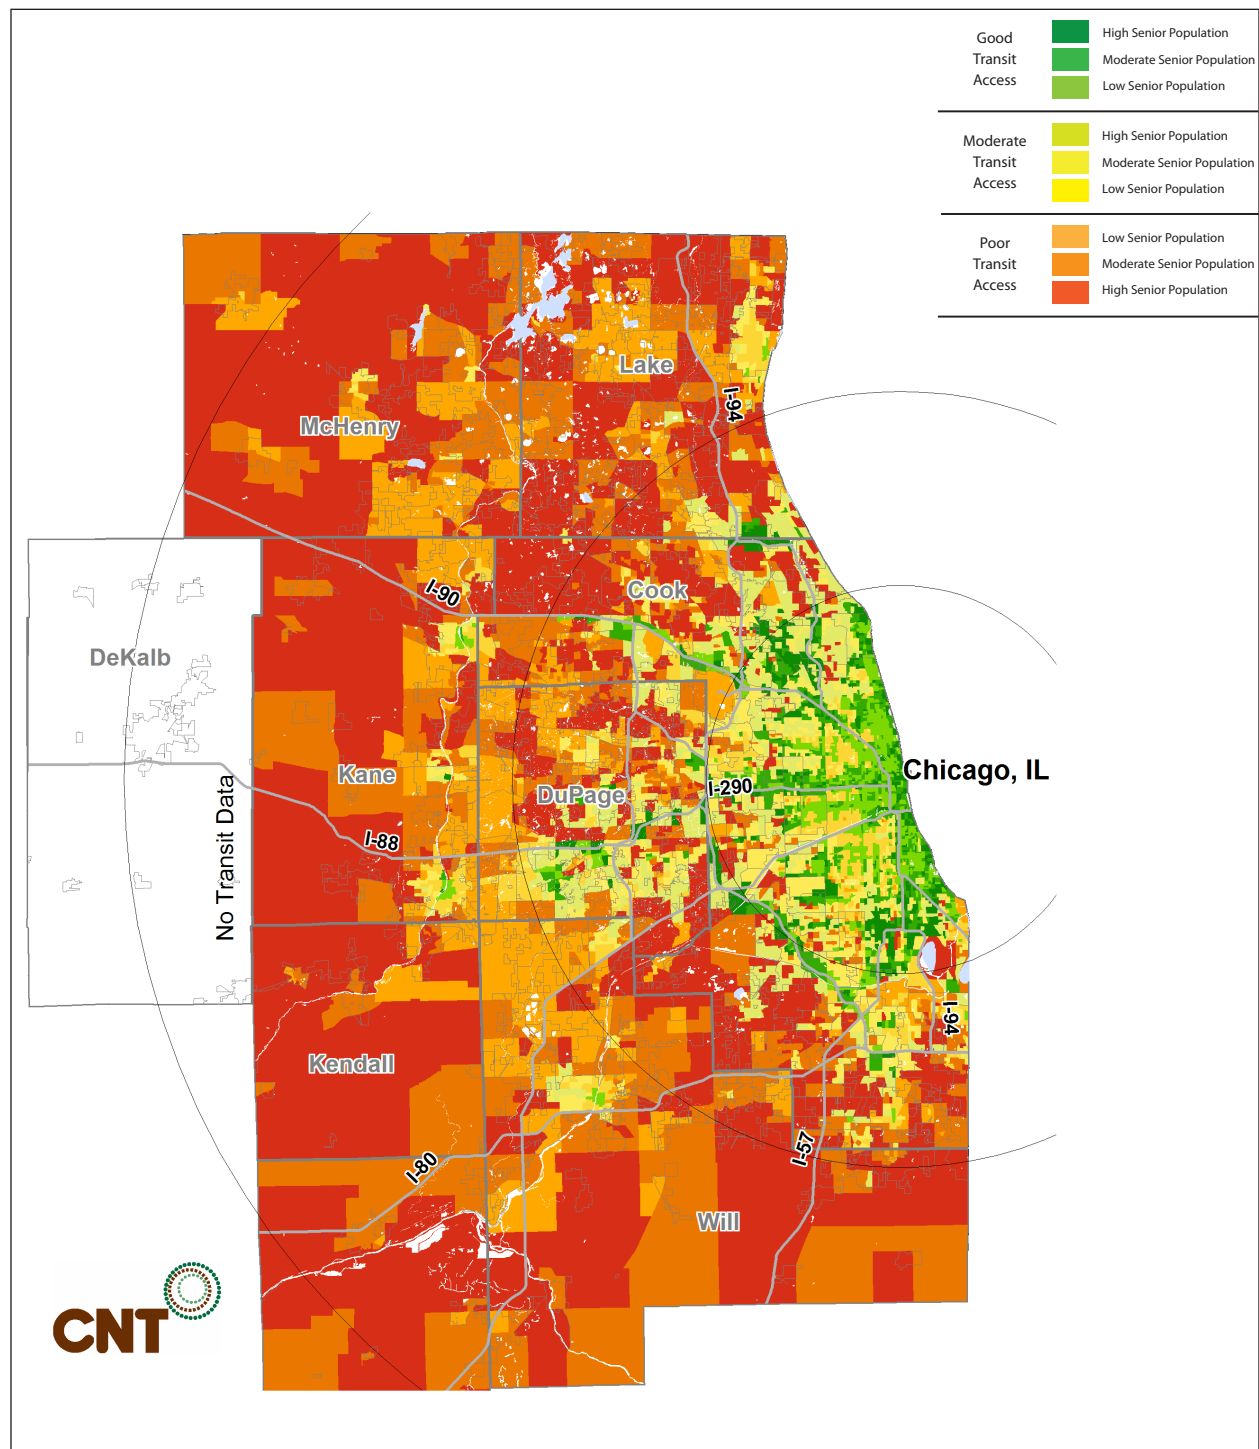 Good
Transit
Access
High Senior Population
Moderate Senior Population
Low Senior Population
Moderate
Transit
Access
High Senior Population
Moderate Senior Population
Low Senior Population
Poor
Transit
Access
Low Senior Population
Moderate Senior Population
High Senior Population
Lake
I-94
McHenry
I-90
Cook
DeKalb
Kane
No Transit Data
DuPage
I-290
Chicago, IL
I-88
I-94
Kendall
I-80
I-57
Will
CNT